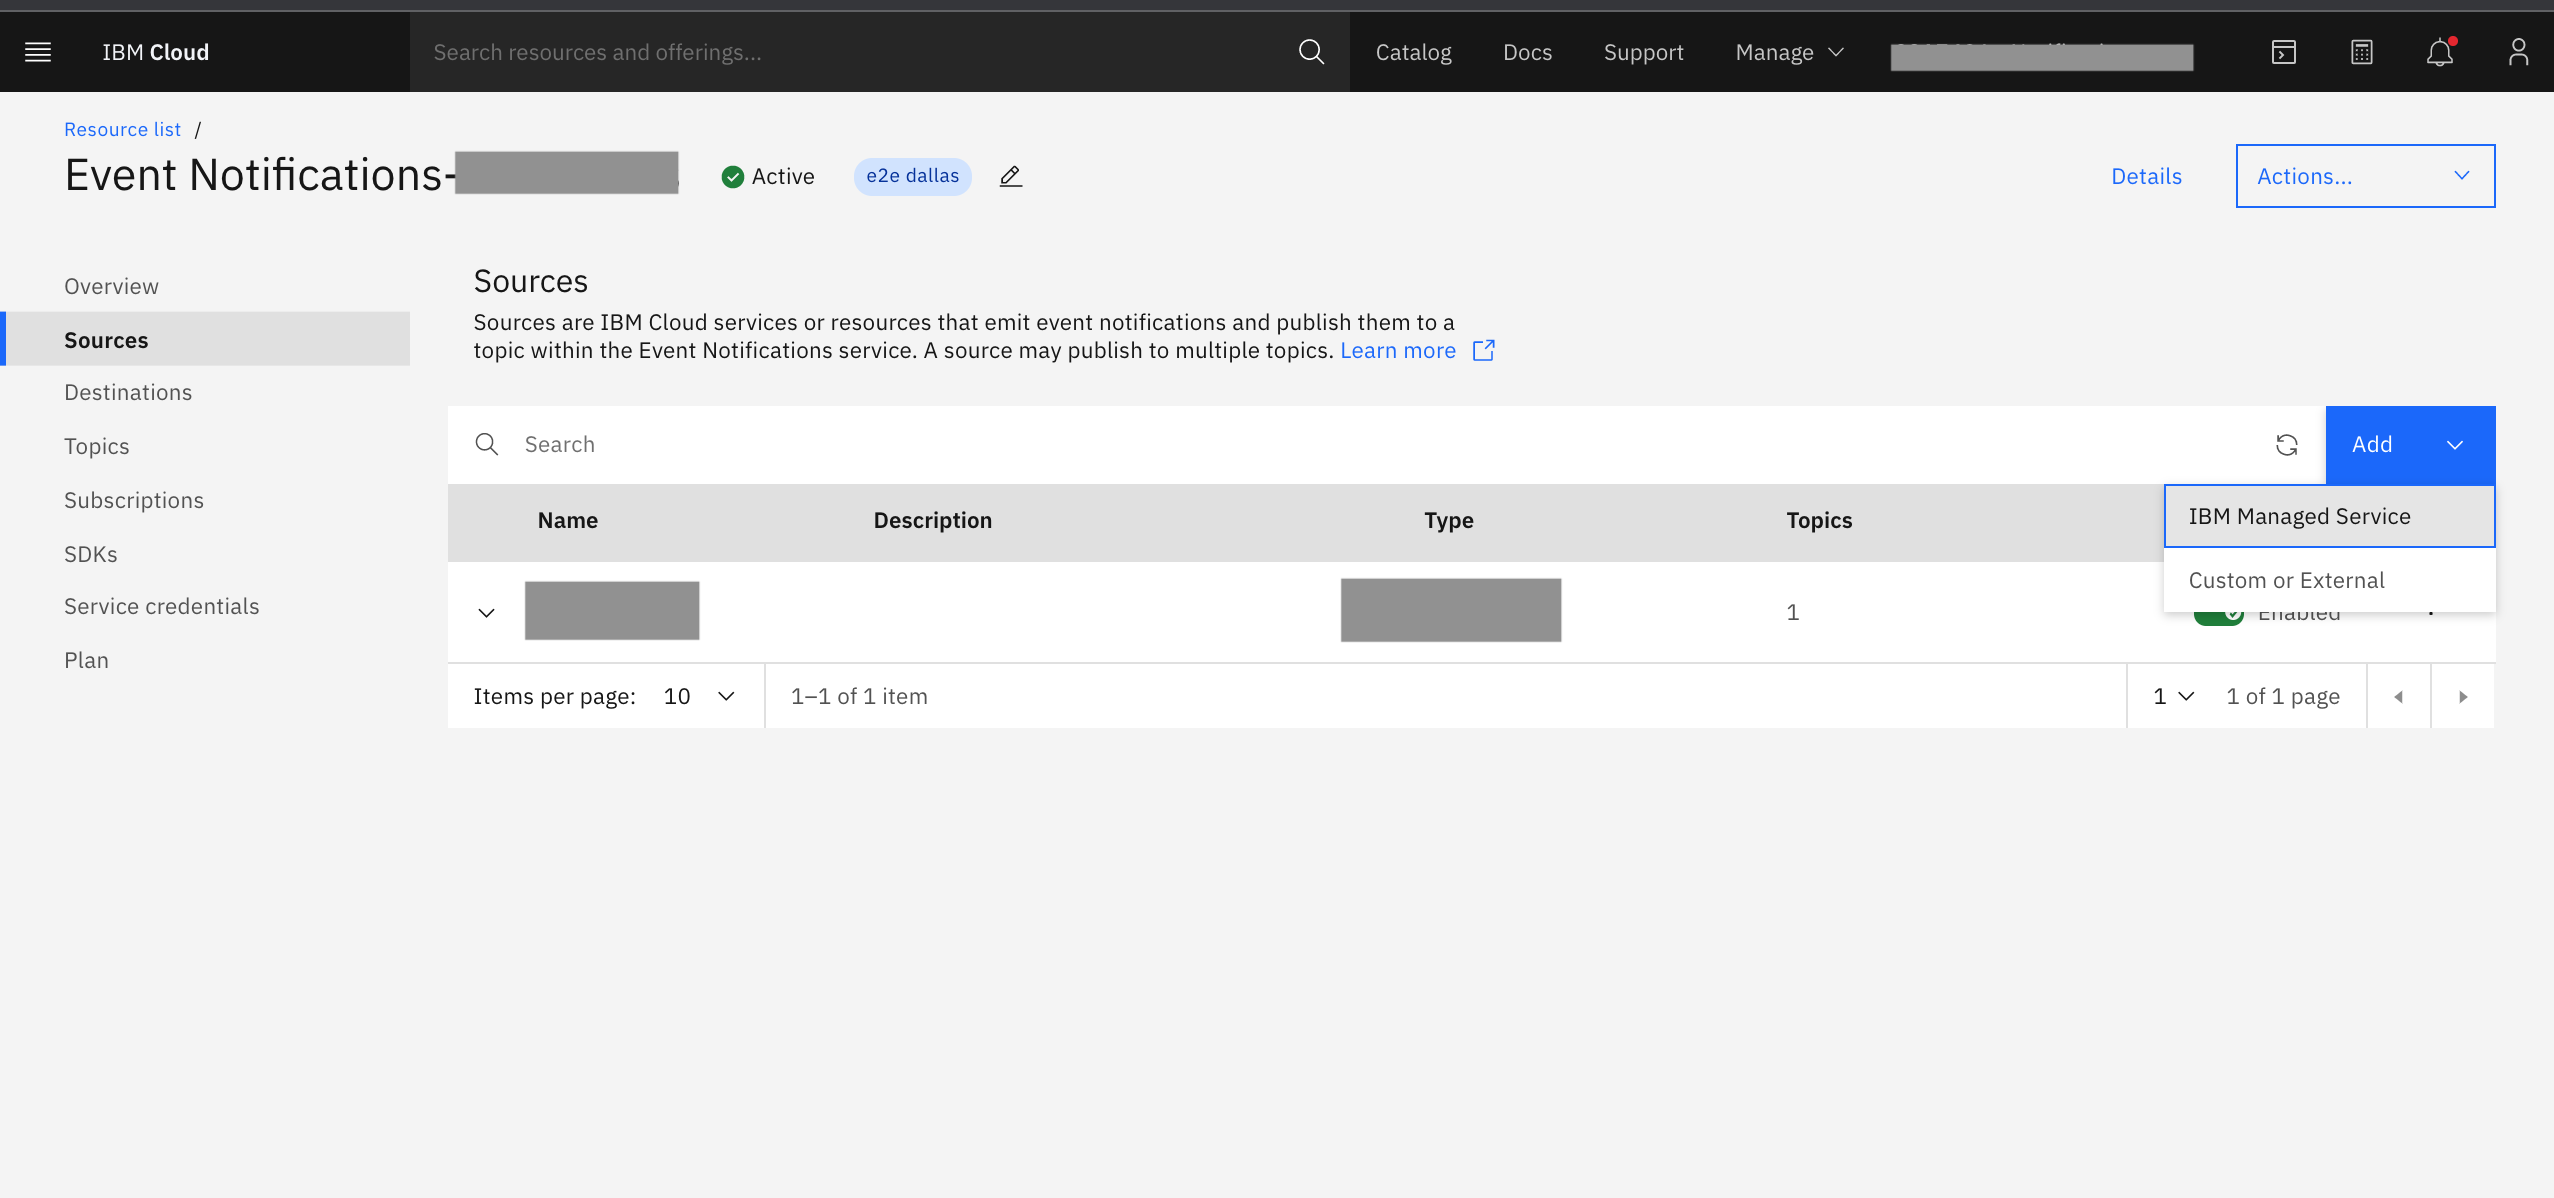 IBM Cloud
Search resources and offerings...
Catalog
Docs
Support
Manage
Resource list /
Event Notifications-
Active
e2e dallas
Details
Actions...
Overview
Sources
Destinations
Topics
Subscriptions
SDKs
Service credentials
Plan
Sources
Sources are IBM Cloud services or resources that emit event notifications and publish them to a
topic within the Event Notifications service. A source may publish to multiple topics. Learn more
Search
Add
IBM Managed Service
Custom or External
Name Description Type Topics
1 Enabled
Items per page: 10 1–1 of 1 item 1 1 of 1 page